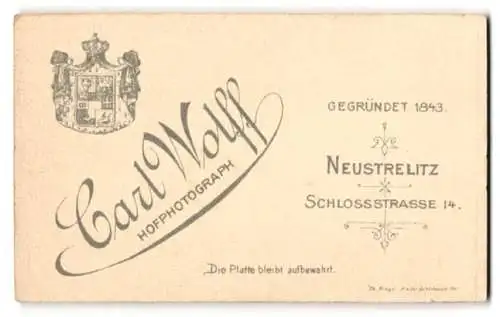 Carl Wolff
HOFPHOTOGRAPH
GEGRÜNDET 1843.
NEUSTRELITZ
SCHLOSSSTRASSE 14.
Die Platte bleibt aufbewahrt.